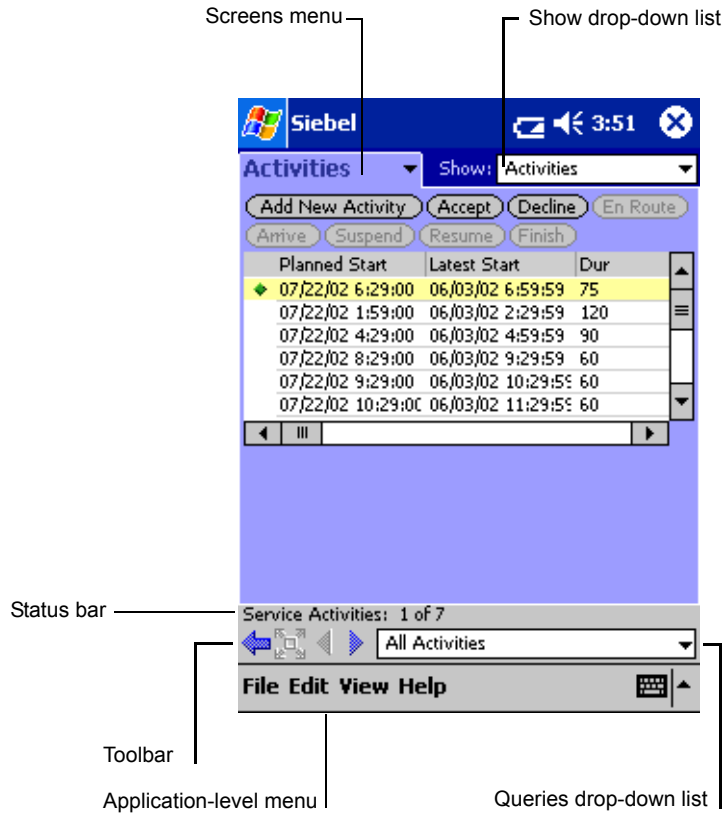 Screens menu
Show drop-down list
Siebel 3:51
Activities Show: Activities
Add New Activity Accept Decline En Route
Arrive Suspend Resume Finish
Planned Start Latest Start Dur
07/22/02 6:29:00 06/03/02 6:59:59 75
07/22/02 1:59:00 06/03/02 2:29:59 120
07/22/02 4:29:00 06/03/02 4:59:59 90
07/22/02 8:29:00 06/03/02 9:29:59 60
07/22/02 9:29:00 06/03/02 10:29:59 60
07/22/02 10:29:00 06/03/02 11:29:59 60
Status bar
Service Activities: 1 of 7
All Activities
File Edit View Help
Toolbar
Application-level menu
Queries drop-down list